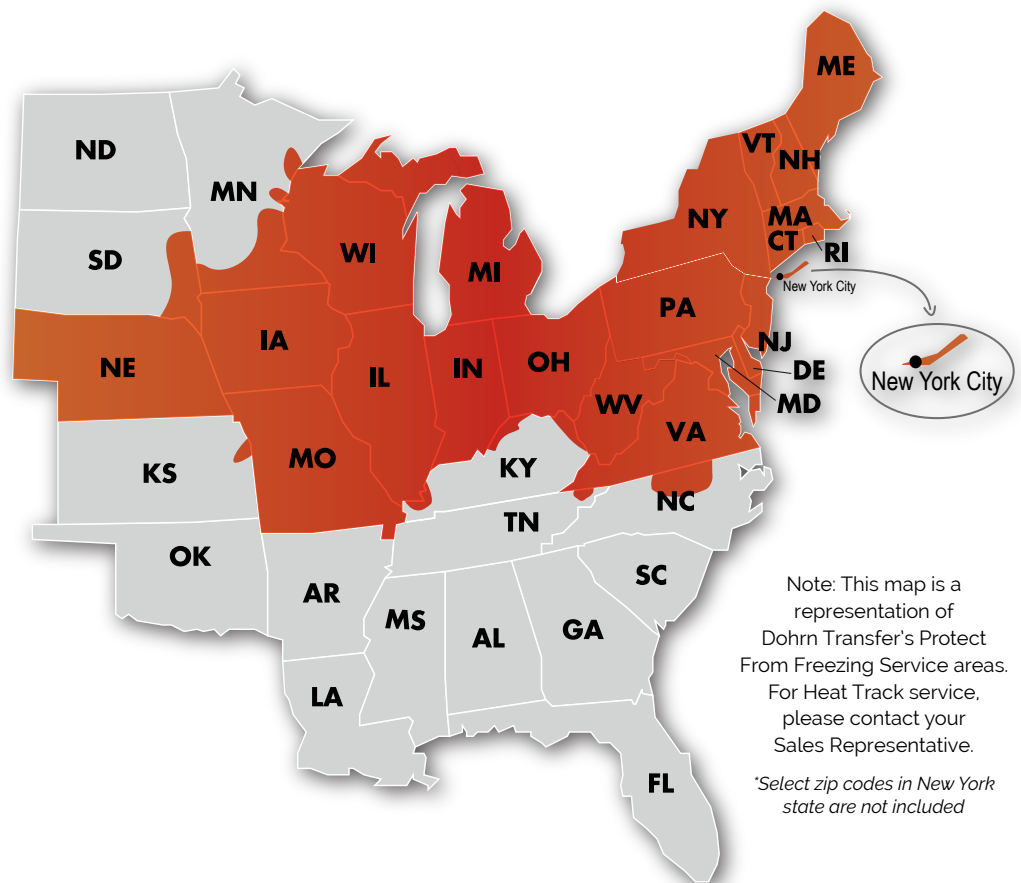 ME
VT
NH
ND
MN
NY
MA
CT
RI
SD
WI
MI
New York City
PA
NE
IA
NJ
IL
IN
OH
DE
New York City
MD
WV
VA
KS
MO
KY
NC
TN
OK
AR
SC
MS
AL
GA
LA
FL
Note: This map is a
representation of
Dohrn Transfer's Protect
From Freezing Service areas.
For Heat Track service,
please contact your
Sales Representative.
*Select zip codes in New York
state are not included